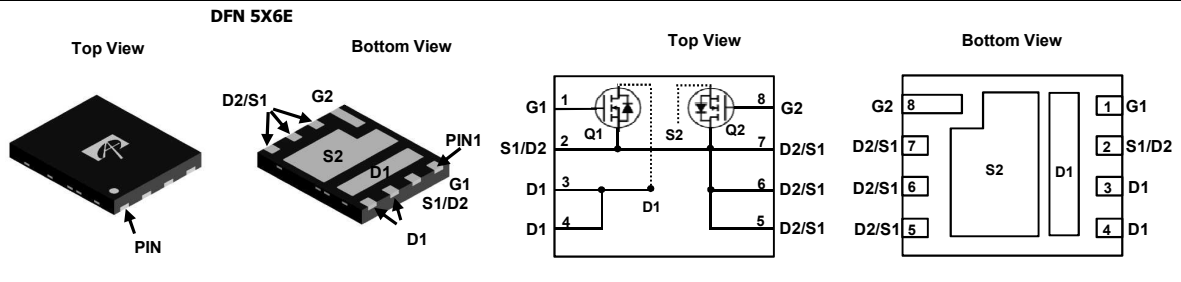 DFN 5X6E
Top View
Bottom View
D2/S1
G2
S2
D1
PIN1
G1
S1/D2
D1
PIN
Top View
G1 1
8 G2
Q1
S2
Q2
S1/D2 2
7 D2/S1
D1 3
6 D2/S1
D1
D1 4
5 D2/S1
Bottom View
G2 8
1 G1
D2/S1 7
2 S1/D2
S2
D1
D2/S1 6
3 D1
D2/S1 5
4 D1